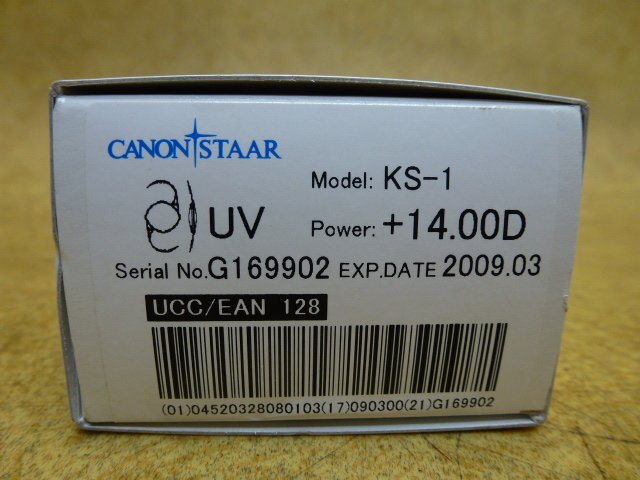 CANON STAAR
Model: KS-1
UV
Power: +14.00D
Serial No.G169902 EXP.DATE 2009.03
UCC/EAN 128
(01)04520328080103(17)090300(21)G169902